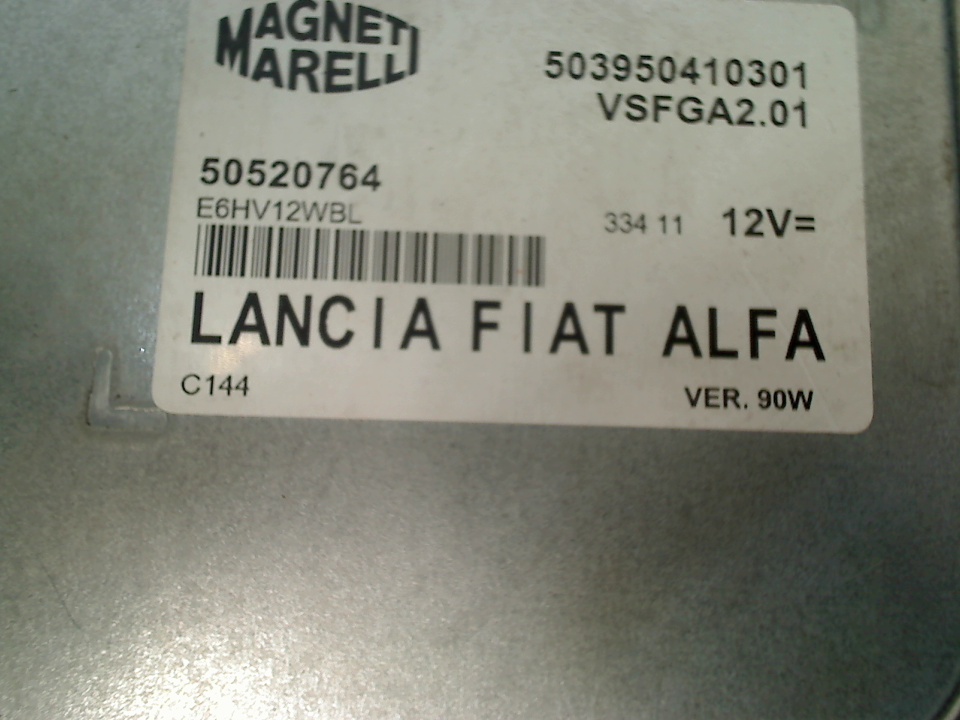 MAGNETI
MARELLI
503950410301
VSFGA2.01
50520764
E6HV12WBL
334 11 12V=
LANCIA FIAT ALFA
C144
VER. 90W